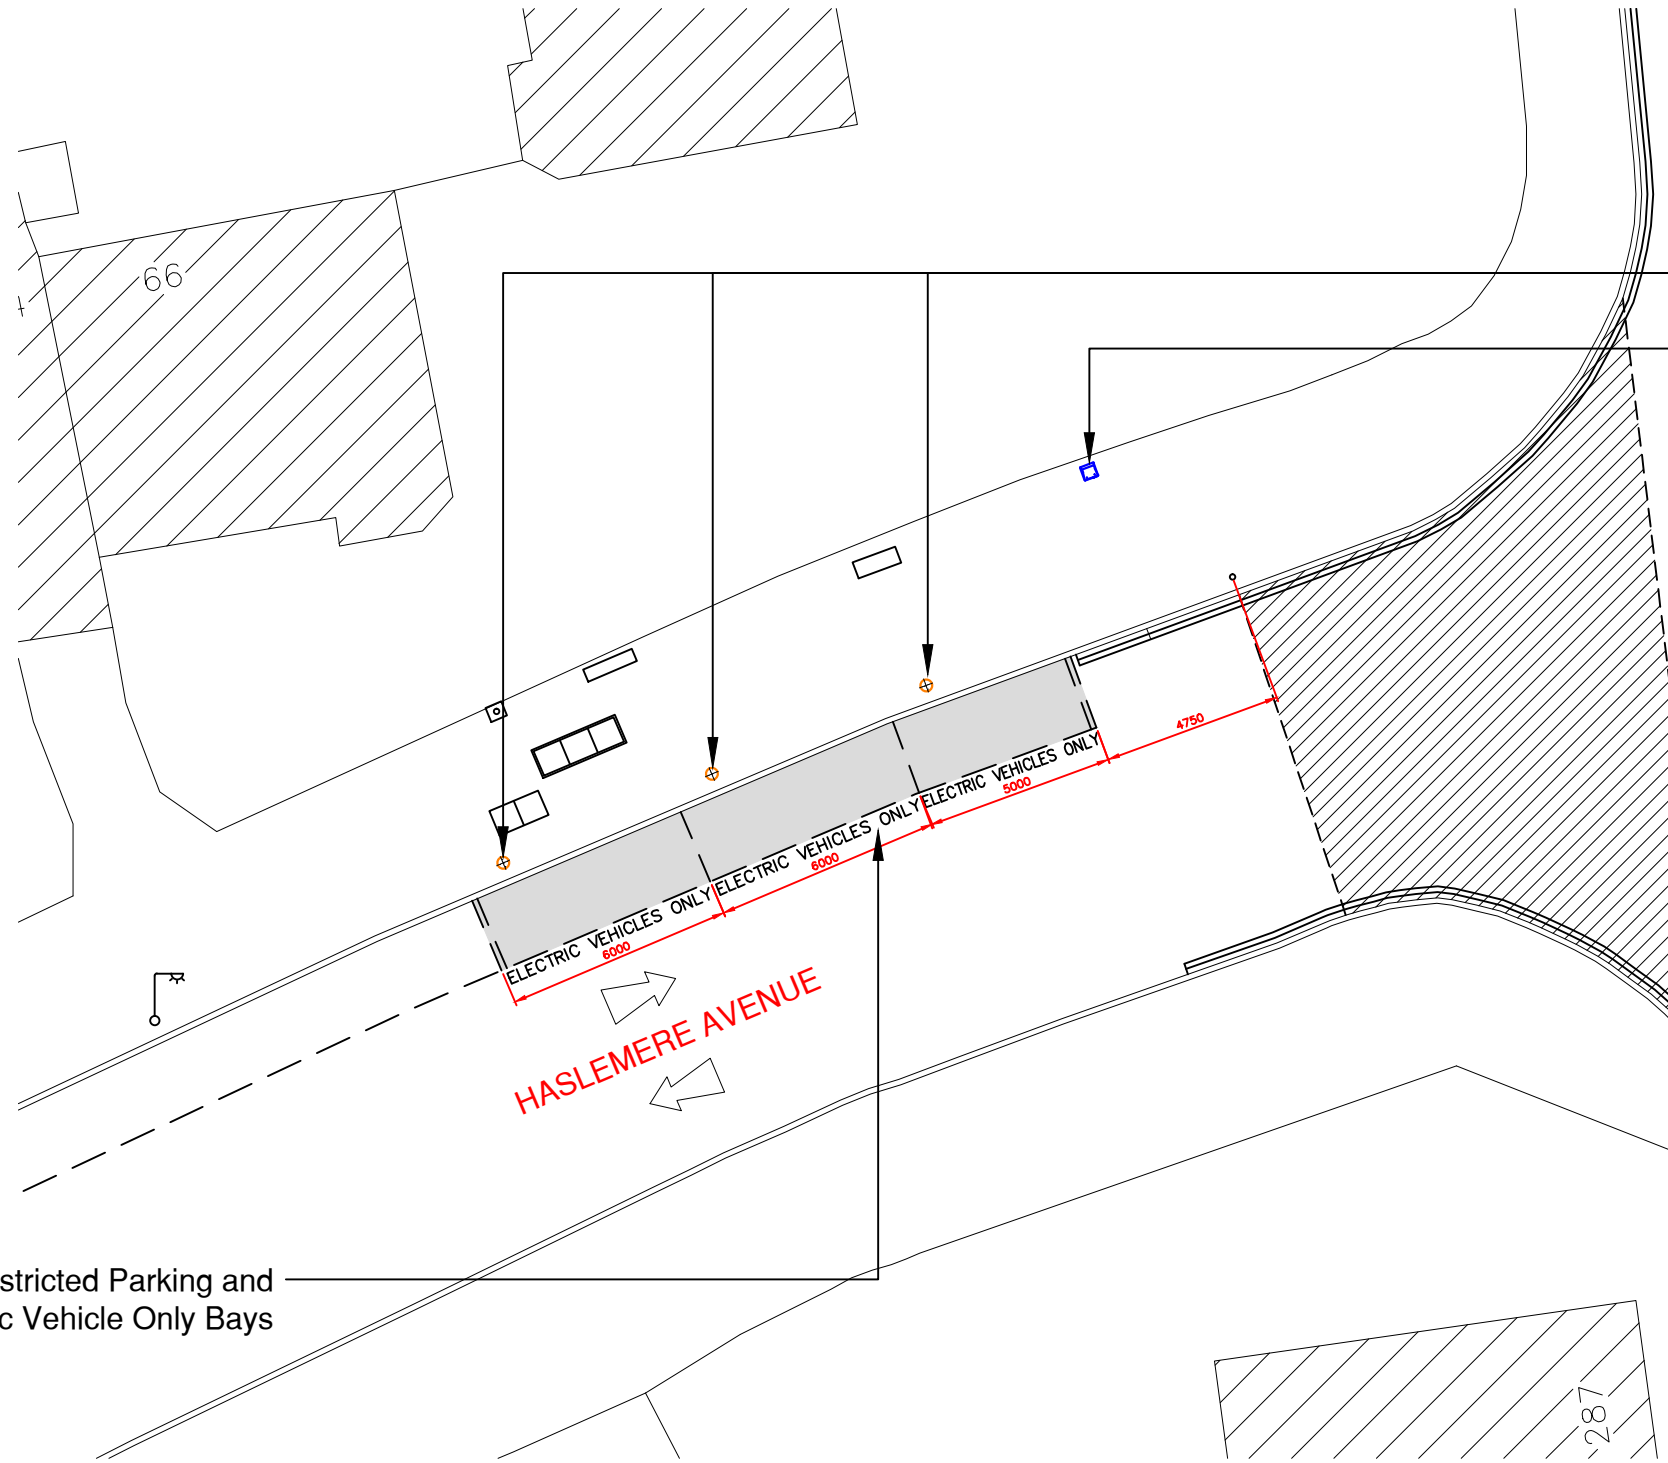 66
4750
ELECTRIC VEHICLES ONLY
5000
ELECTRIC VEHICLES ONLY
6000
ELECTRIC VEHICLES ONLY
6000
HASLEMERE AVENUE
stricted Parking and
c Vehicle Only Bays
287